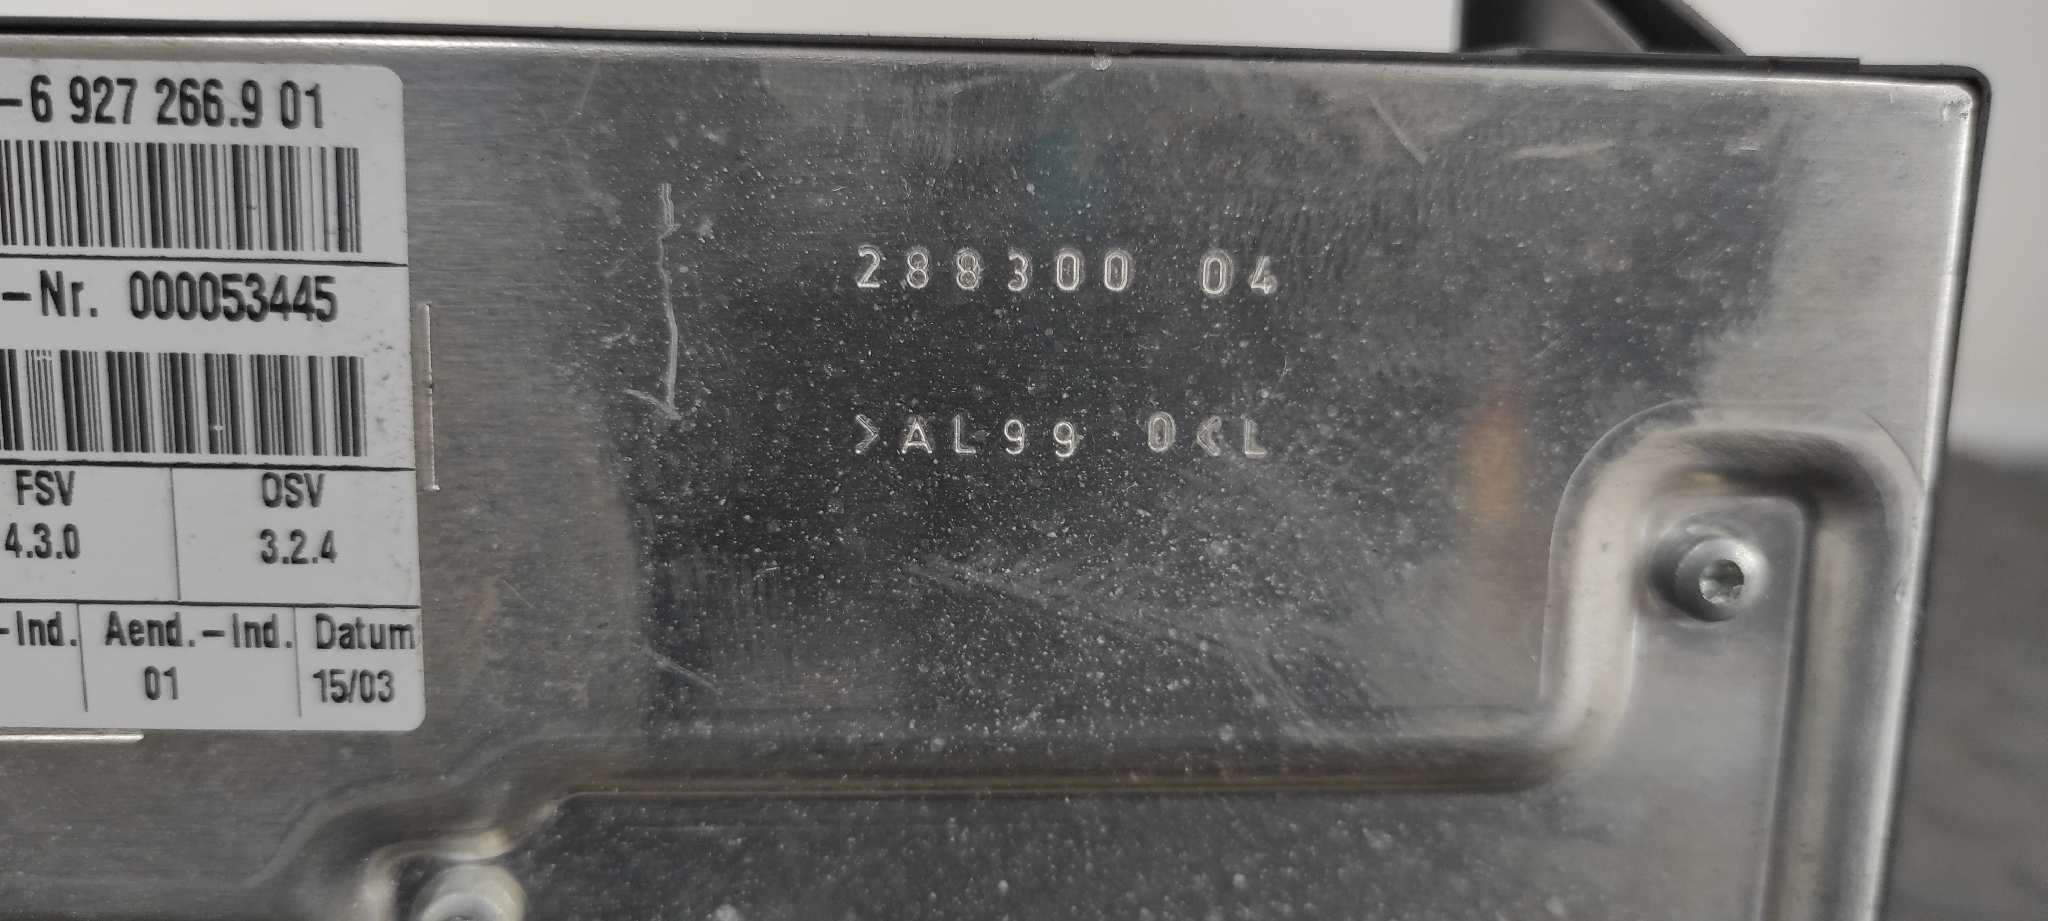 -6 927 266.9 01
-Nr. 000053445
FSV OSV
4.3.0 3.2.4
-Ind. Aend.-Ind. Datum
01 15/03
288300 04
>AL99 0<L